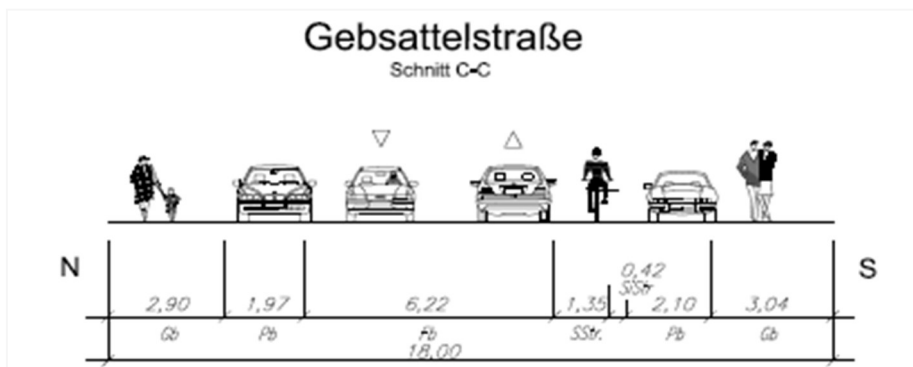 Gebsattelstraße
Schnitt C-C
N
S
0,42
SiStr
2,90 1,97 6,22 1,35 2,10 3,04
Gb Pb Fb SStr. Pb Gb
18,00